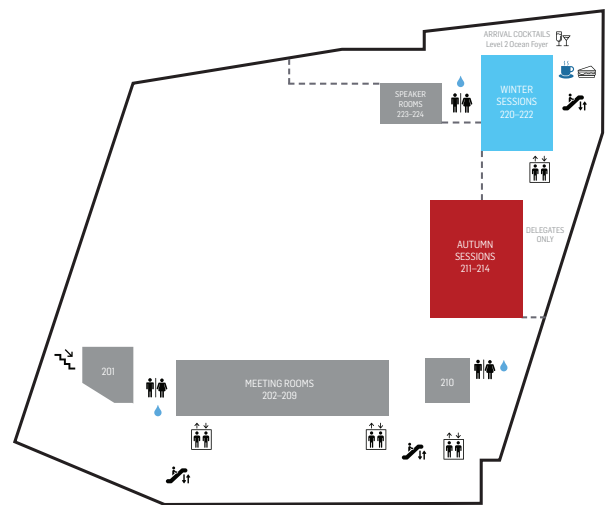 ARRIVAL COCKTAILS
Level 2 Ocean Foyer
SPEAKER
ROOMS
223–224
WINTER
SESSIONS
220–222
DELEGATES
ONLY
AUTUMN
SESSIONS
211–214
201
MEETING ROOMS
202–209
210